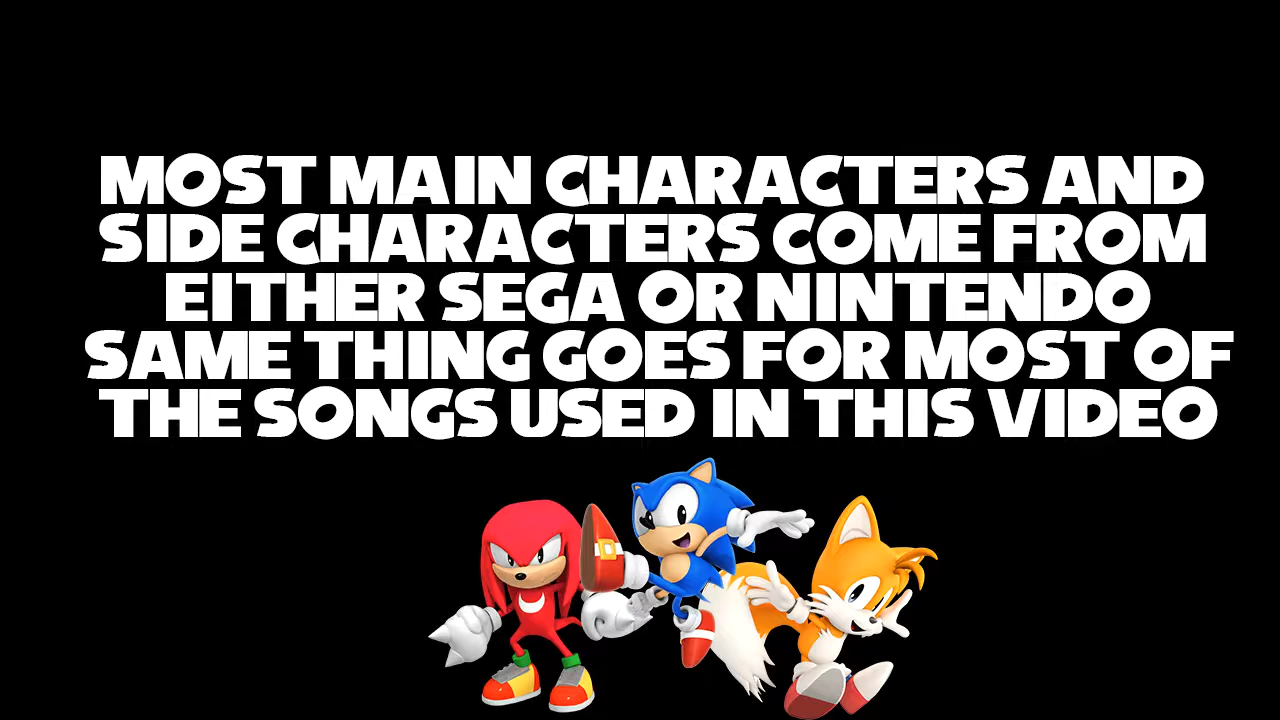 MOST MAIN CHARACTERS AND
SIDE CHARACTERS COME FROM
EITHER SEGA OR NINTENDO
SAME THING GOES FOR MOST OF
THE SONGS USED IN THIS VIDEO